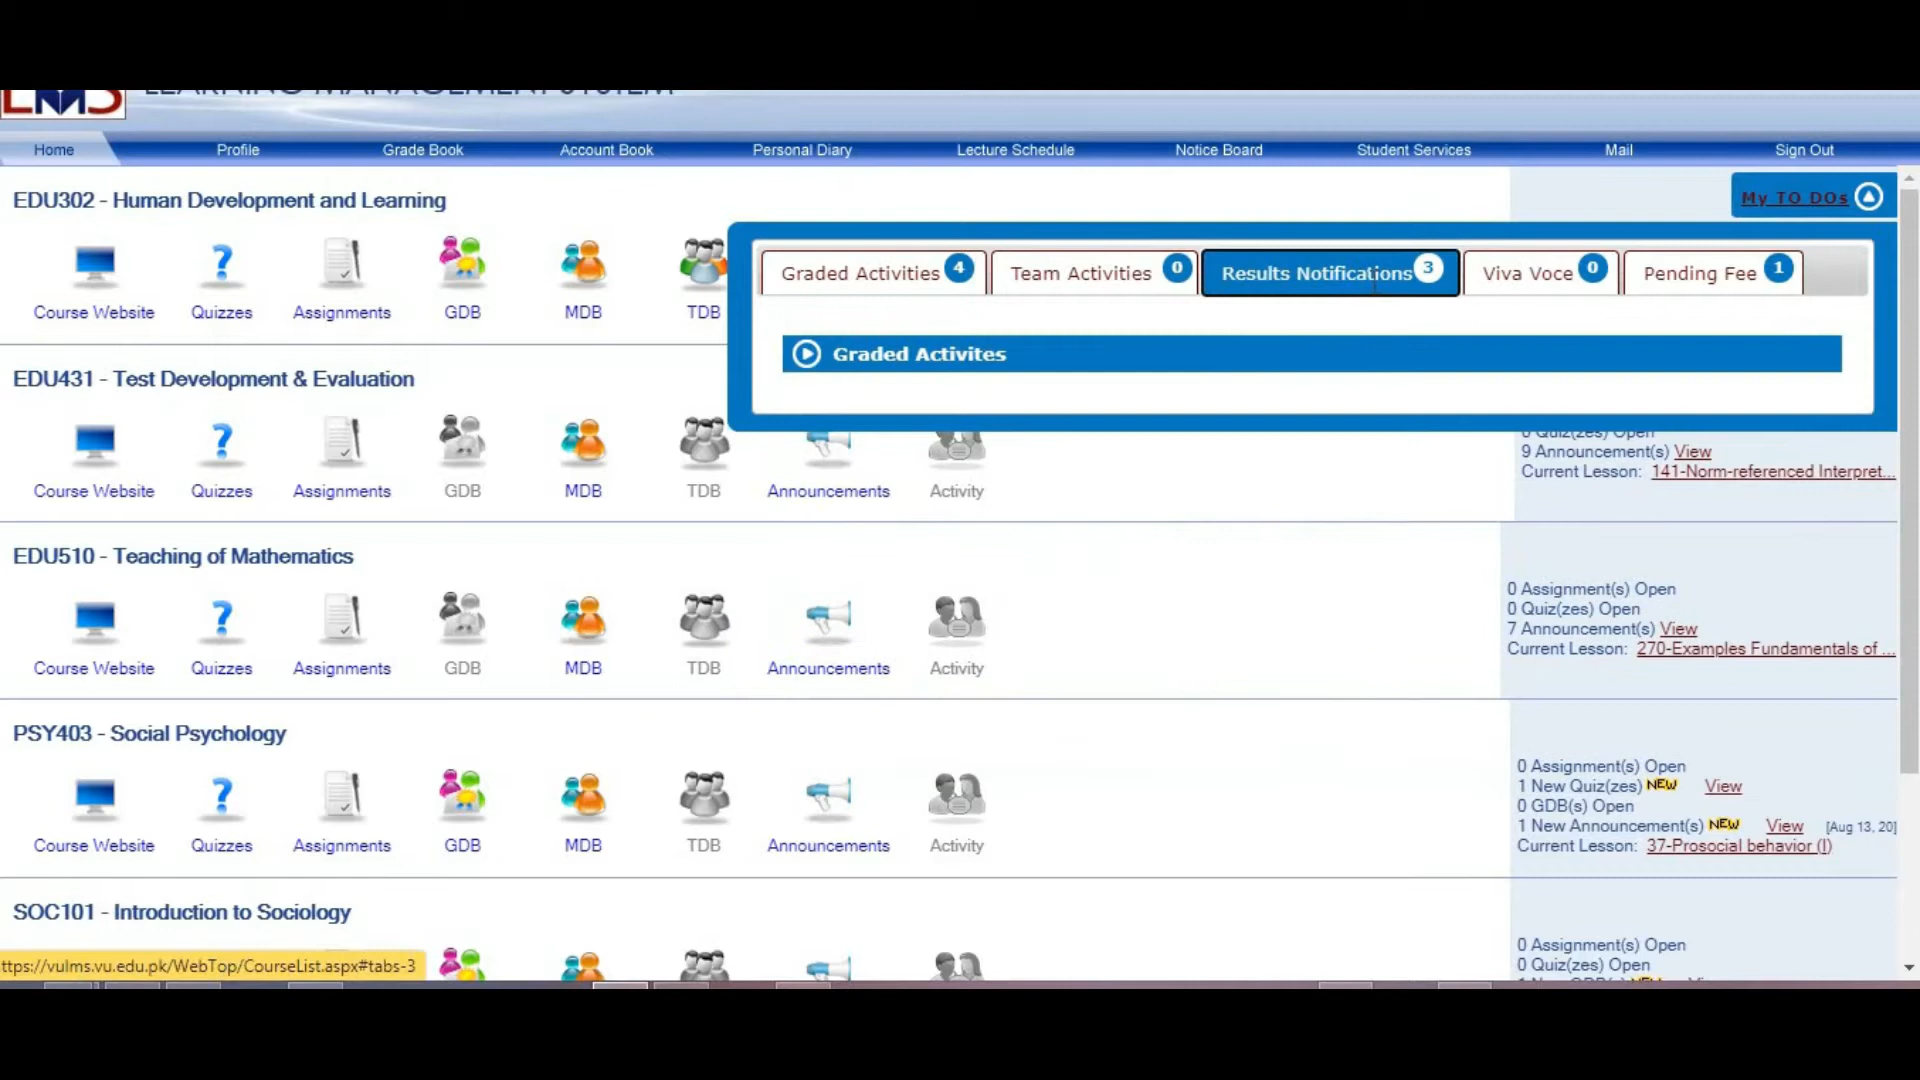 LMS LEARNING MANAGEMENT SYSTEM
Home Profile Grade Book Account Book Personal Diary Lecture Schedule Notice Board Student Services Mail Sign Out
My TO DOs
EDU302 - Human Development and Learning
Course Website Quizzes Assignments GDB MDB TDB
Graded Activities 4 Team Activities 0 Results Notifications 3 Viva Voce 0 Pending Fee 1
Graded Activites
EDU431 - Test Development & Evaluation
Course Website Quizzes Assignments GDB MDB TDB Announcements Activity
0 Quiz(zes) Open
9 Announcement(s) View
Current Lesson: 141-Norm-referenced Interpret...
EDU510 - Teaching of Mathematics
Course Website Quizzes Assignments GDB MDB TDB Announcements Activity
0 Assignment(s) Open
0 Quiz(zes) Open
7 Announcement(s) View
Current Lesson: 270-Examples Fundamentals of ...
PSY403 - Social Psychology
Course Website Quizzes Assignments GDB MDB TDB Announcements Activity
0 Assignment(s) Open
1 New Quiz(zes) NEW View
0 GDB(s) Open
1 New Announcement(s) NEW View [Aug 13, 20]
Current Lesson: 37-Prosocial behavior (I)
SOC101 - Introduction to Sociology
0 Assignment(s) Open
0 Quiz(zes) Open
ttps://vulms.vu.edu.pk/WebTop/CourseList.aspx#tabs-3